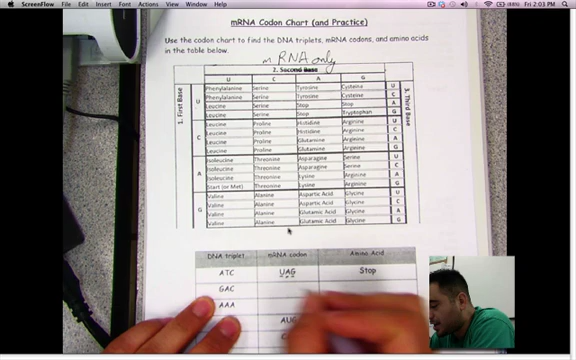 ScreenFlow File Edit Font Actions Arrange View Window Help Fri 2:03 PM
mRNA Codon Chart (and Practice)
Use the codon chart to find the DNA triplets, mRNA codons, and amino acids
in the table below.
mRNA only
2. Second Base
U C A G
1. First Base
3. Third Base
U
Phenylalanine Serine Tyrosine Cysteine U
Phenylalanine Serine Tyrosine Cysteine C
Leucine Serine Stop Stop A
Leucine Serine Stop Tryptophan G
C
Leucine Proline Histidine Arginine U
Leucine Proline Histidine Arginine C
Leucine Proline Glutamine Arginine A
Leucine Proline Glutamine Arginine G
A
Isoleucine Threonine Asparagine Serine U
Isoleucine Threonine Asparagine Serine C
Isoleucine Threonine Lysine Arginine A
Start (or Met) Threonine Lysine Arginine G
G
Valine Alanine Aspartic Acid Glycine U
Valine Alanine Aspartic Acid Glycine C
Valine Alanine Glutamic Acid Glycine A
Valine Alanine Glutamic Acid Glycine G
DNA triplet mRNA codon Amino Acid
ATC UAG Stop
GAC
AAA